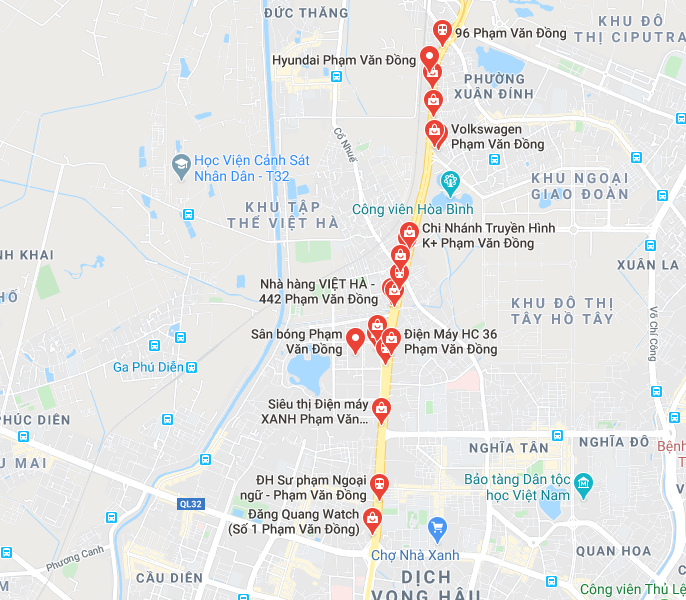 ĐỨC THẮNG
KHU ĐÔ
THỊ CIPUTRA
96 Phạm Văn Đồng
Hyundai Phạm Văn Đồng
PHƯỜNG
XUÂN ĐỈNH
Cổ Nhuế
Volkswagen
Phạm Văn Đồng
Học Viện Cảnh Sát
Nhân Dân - T32
KHU NGOẠI
GIAO ĐOÀN
Công viên Hòa Bình
KHU TẬP
THỂ VIỆT HÀ
Chi Nhánh Truyền Hình
K+ Phạm Văn Đồng
NH KHAI
XUÂN LA
Nhà hàng VIỆT HÀ -
442 Phạm Văn Đồng
HỐ
KHU ĐÔ THỊ
TÂY HỒ TÂY
Võ Chí Công
Sân bóng Phạm
Văn Đồng
Điện Máy HC 36
Phạm Văn Đồng
Ga Phú Diễn
Siêu thị Điện máy
XANH Phạm Văn...
PHÚC DIỄN
NGHĨA TÂN
NGHĨA ĐÔ
Bệnh
T
U MAI
ĐH Sư phạm Ngoại
ngữ - Phạm Văn Đồng
Bảo tàng Dân tộc
học Việt Nam
QL32
Đăng Quang Watch
(Số 1 Phạm Văn Đồng)
Chợ Nhà Xanh
QUAN HOA
Phương Canh
CẦU DIỄN
DỊCH
VỌNG HẬU
Công viên Thủ Lệ